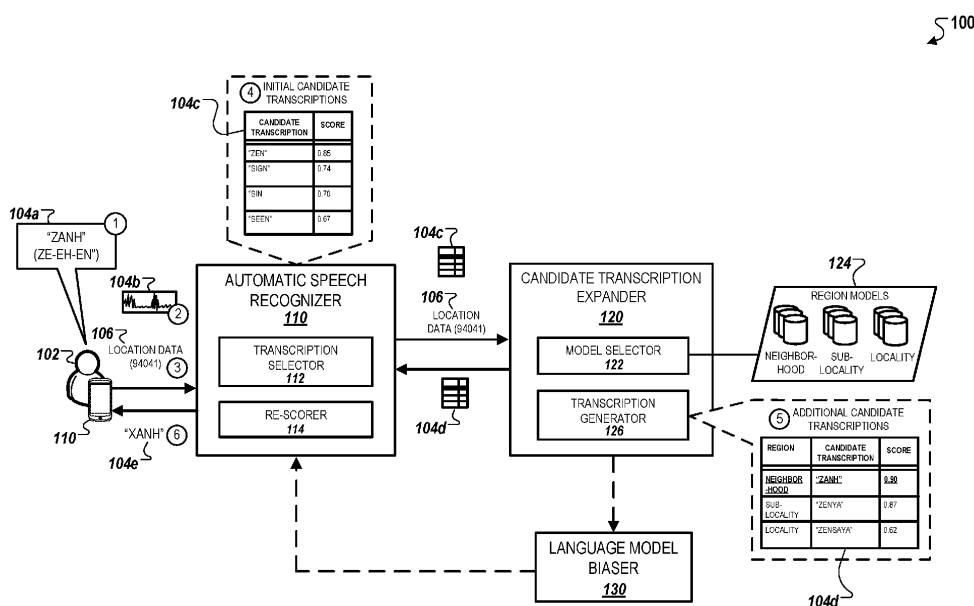 100
4 INITIAL CANDIDATE
TRANSCRIPTIONS
104c
CANDIDATE
TRANSCRIPTION SCORE
"ZEN" 0.85
"SIGN" 0.74
"SIN 0.70
"SEEN" 0.67
104a
1
"ZANH"
(ZE-EH-EN")
104b
2
106
LOCATION DATA
(94041) 3
102
110
"XANH" 6
104e
AUTOMATIC SPEECH
RECOGNIZER
110
TRANSCRIPTION
SELECTOR
112
RE-SCORER
114
104c
106
LOCATION
DATA (94041)
104d
CANDIDATE TRANSCRIPTION
EXPANDER
120
MODEL SELECTOR
122
TRANSCRIPTION
GENERATOR
126
124
REGION MODELS
NEIGHBOR-
HOOD
SUB-
LOCALITY
LOCALITY
5 ADDITIONAL CANDIDATE
TRANSCRIPTIONS
REGION CANDIDATE
TRANSCRIPTION SCORE
NEIGHBOR
-HOOD "ZANH" 0.90
SUB-
LOCALITY "ZENYA" 0.87
LOCALITY "ZENSAYA" 0.62
104d
LANGUAGE MODEL
BIASER
130